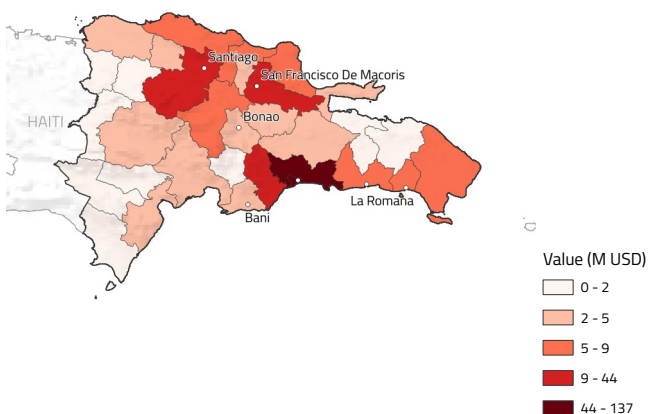 Santiago
San Francisco De Macoris
HAITI
Bonao
La Romana
Bani
Value (M USD)
0 - 2
2 - 5
5 - 9
9 - 44
44 - 137